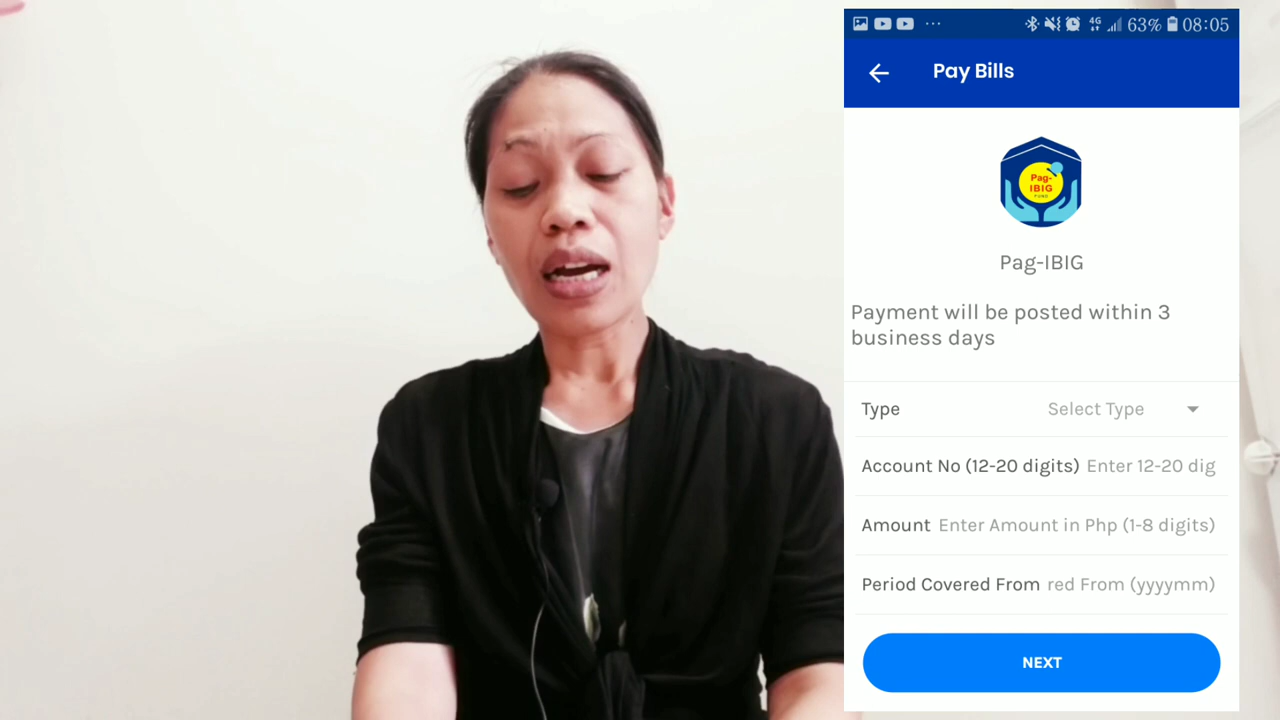 4G 63% 08:05
Pay Bills
Pag-
IBIG
FUND
Pag-IBIG
Payment will be posted within 3
business days
Type Select Type
Account No (12-20 digits) Enter 12-20 dig
Amount Enter Amount in Php (1-8 digits)
Period Covered From red From (yyyymm)
NEXT